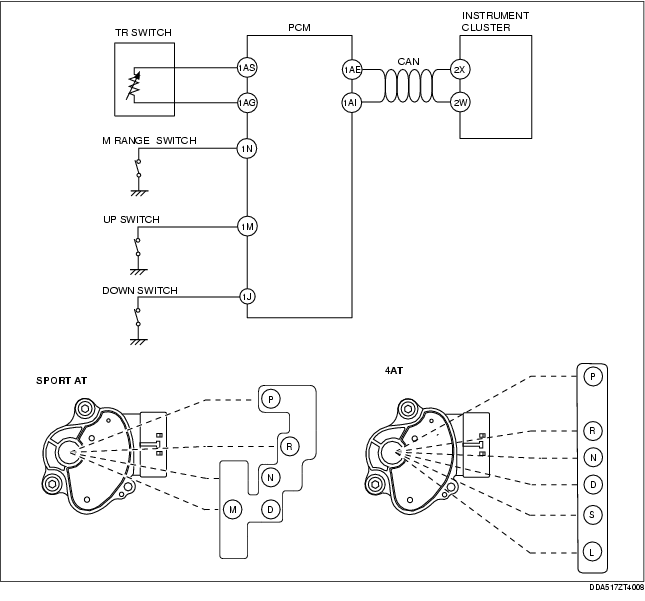 INSTRUMENT
CLUSTER
PCM
TR SWITCH
CAN
1AS
1AE
2X
1AG
1AI
2W
M RANGE SWITCH
1N
UP SWITCH
1M
DOWN SWITCH
1J
SPORT AT
4AT
P
R
N
M
D
P
R
N
D
S
L
DDA517ZT4008